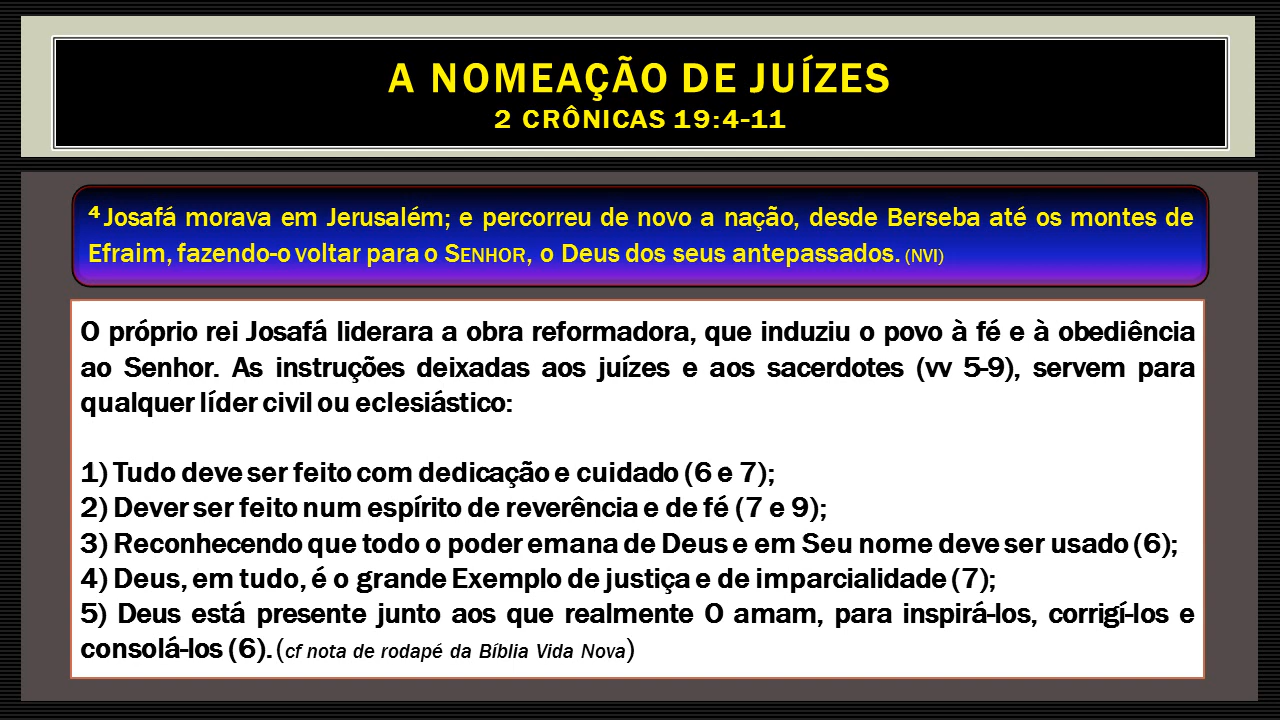 A NOMEAÇÃO DE JUÍZES
2 CRÔNICAS 19:4-11
4 Josafá morava em Jerusalém; e percorreu de novo a nação, desde Berseba até os montes de
Efraim, fazendo-o voltar para o SENHOR, o Deus dos seus antepassados. (NVI)
O próprio rei Josafá liderara a obra reformadora, que induziu o povo à fé e à obediência
ao Senhor. As instruções deixadas aos juízes e aos sacerdotes (vv 5-9), servem para
qualquer líder civil ou eclesiástico:
1) Tudo deve ser feito com dedicação e cuidado (6 e 7);
2) Dever ser feito num espírito de reverência e de fé (7 e 9);
3) Reconhecendo que todo o poder emana de Deus e em Seu nome deve ser usado (6);
4) Deus, em tudo, é o grande Exemplo de justiça e de imparcialidade (7);
5) Deus está presente junto aos que realmente O amam, para inspirá-los, corrigí-los e
consolá-los (6). (cf nota de rodapé da Bíblia Vida Nova)